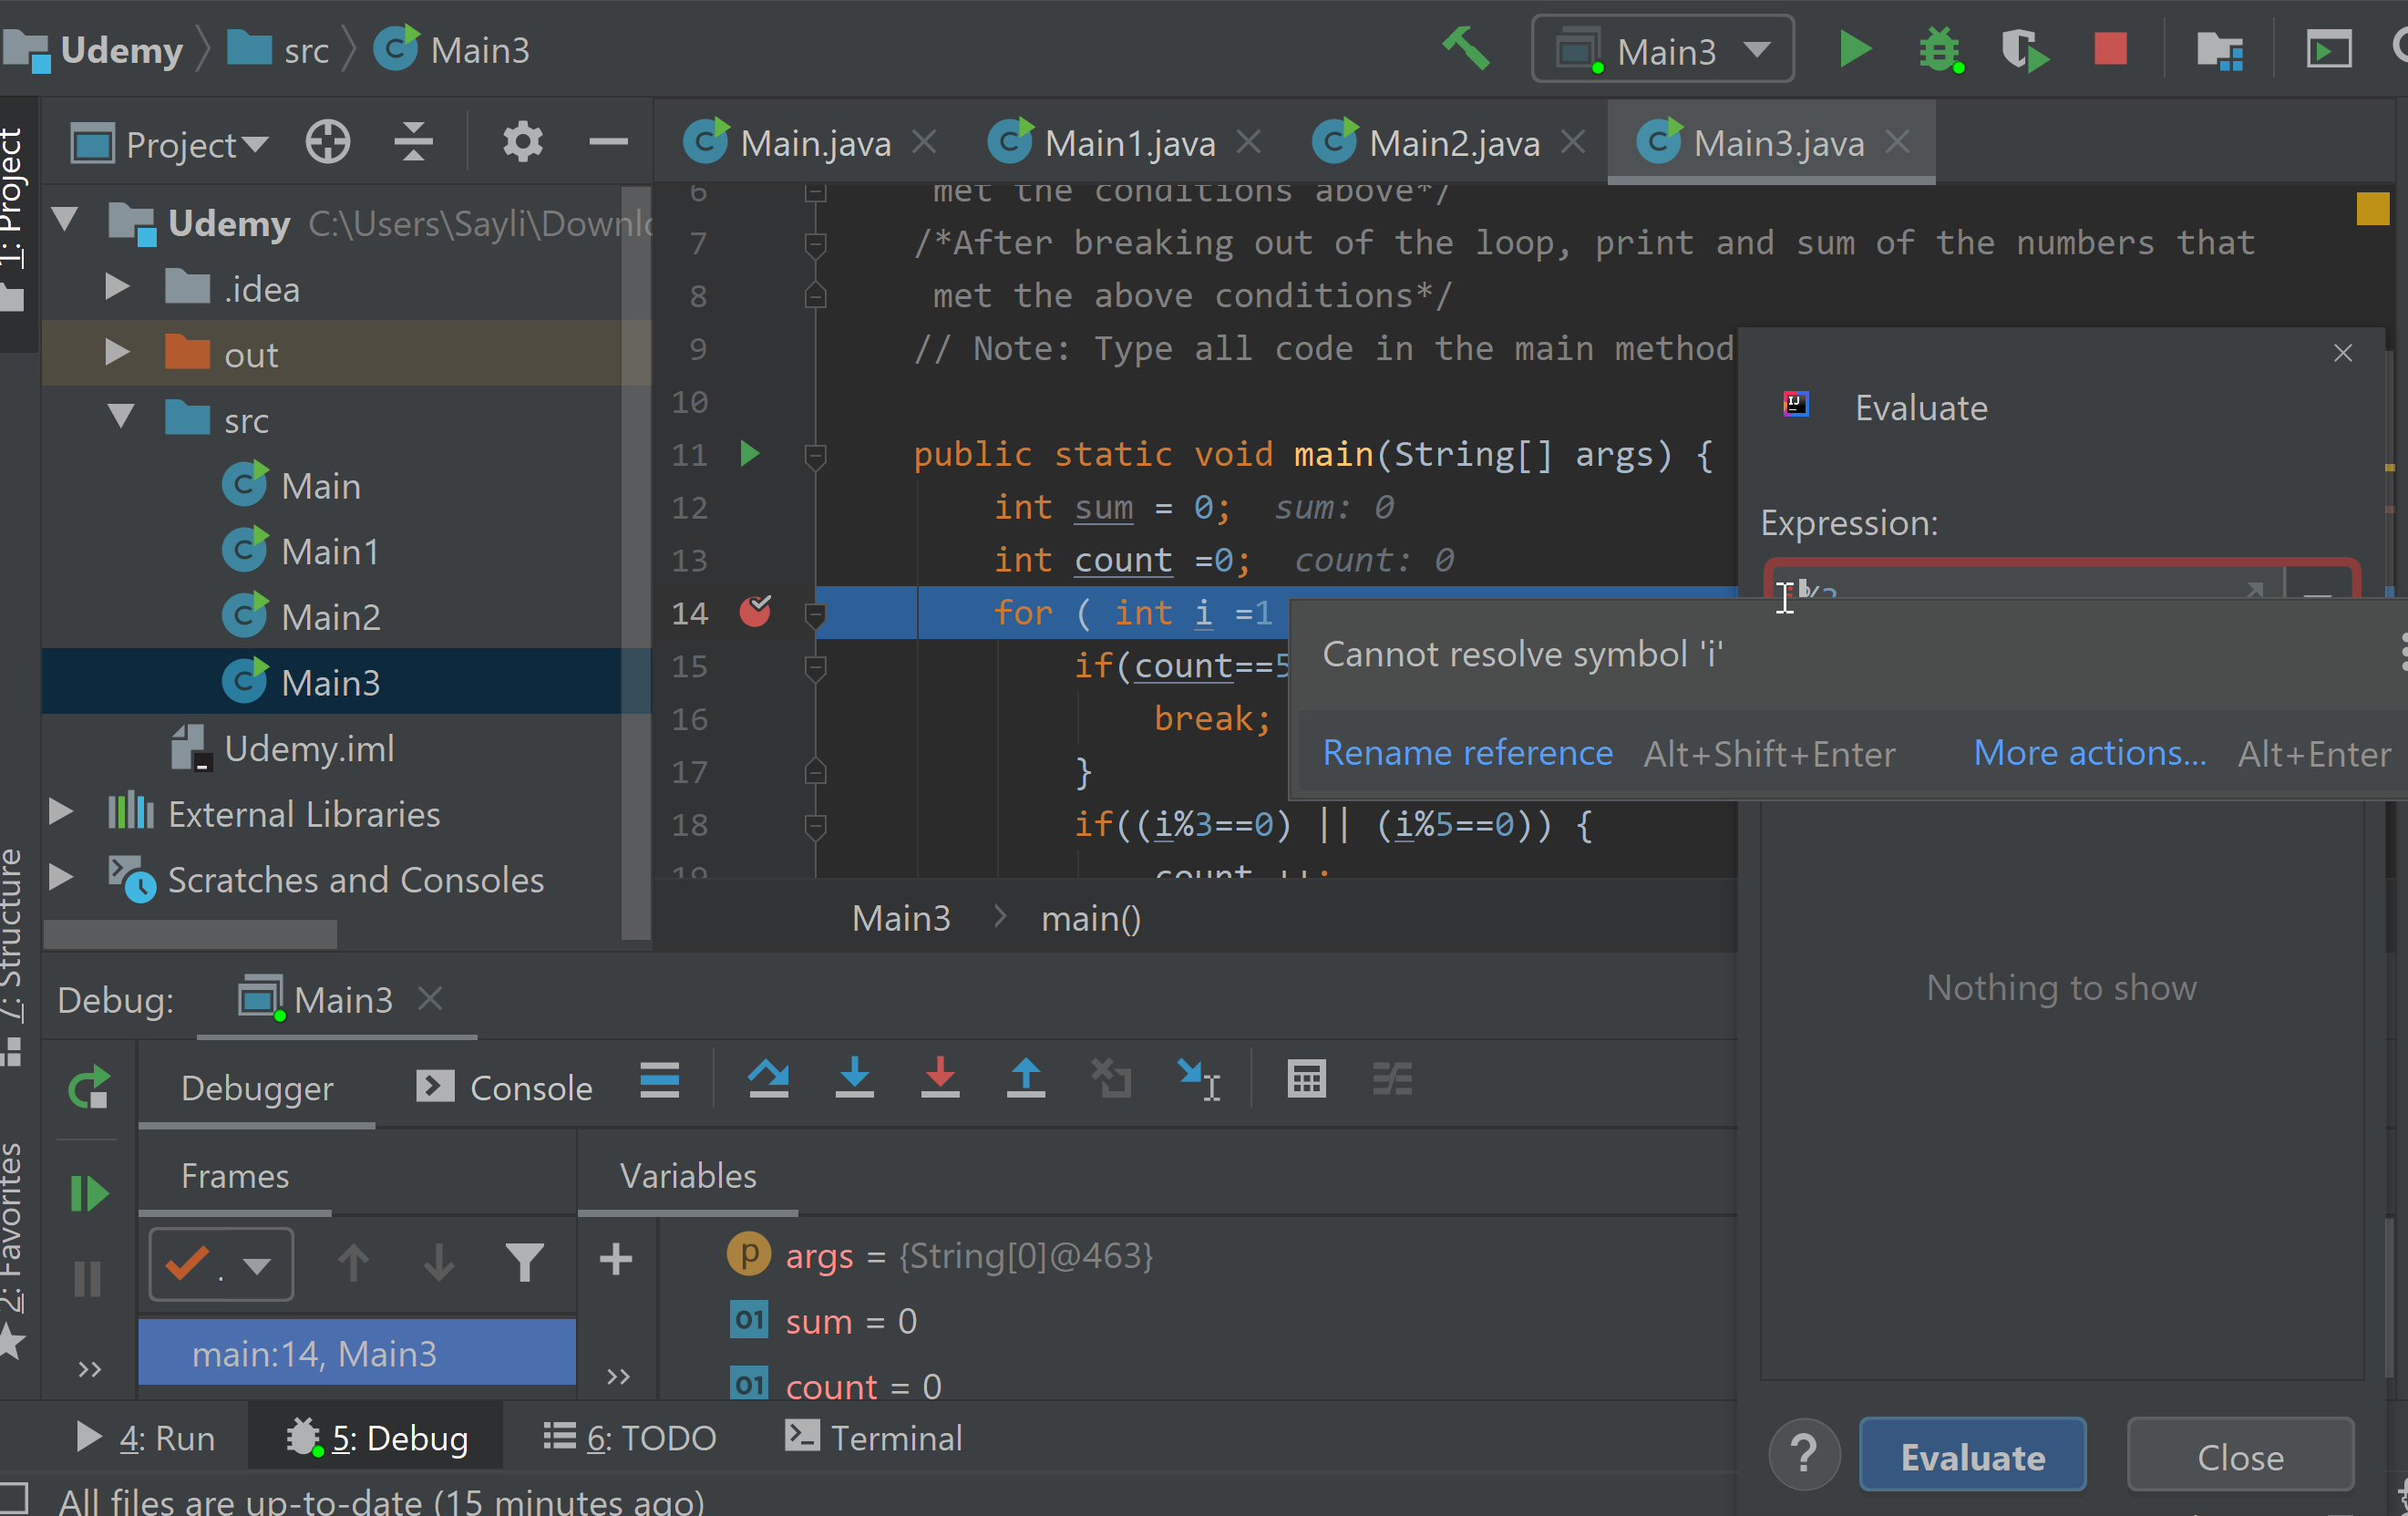 Udemy
src
Main3
Main3
Project
Main.java
Main1.java
Main2.java
Main3.java
1: Project
7: Structure
2: Favorites
Udemy C:\Users\Sayli\Downlo
.idea
out
src
Main
Main1
Main2
Main3
Udemy.iml
External Libraries
Scratches and Consoles
6 met the conditions above*/
7 /*After breaking out of the loop, print and sum of the numbers that
8 met the above conditions*/
9 // Note: Type all code in the main method
10
11 public static void main(String[] args) {
12 int sum = 0; sum: 0
13 int count =0; count: 0
14 for ( int i =1
15 if(count==5
16 break;
17 }
18 if((i%3==0) || (i%5==0)) {
19 count ++;
Main3 > main()
Evaluate
Expression:
Cannot resolve symbol 'i'
Rename reference Alt+Shift+Enter More actions... Alt+Enter
Nothing to show
? Evaluate Close
Debug: Main3
Debugger Console
Frames
Variables
main:14, Main3
args = {String[0]@463}
sum = 0
count = 0
4: Run
5: Debug
6: TODO
Terminal
All files are up-to-date (15 minutes ago)